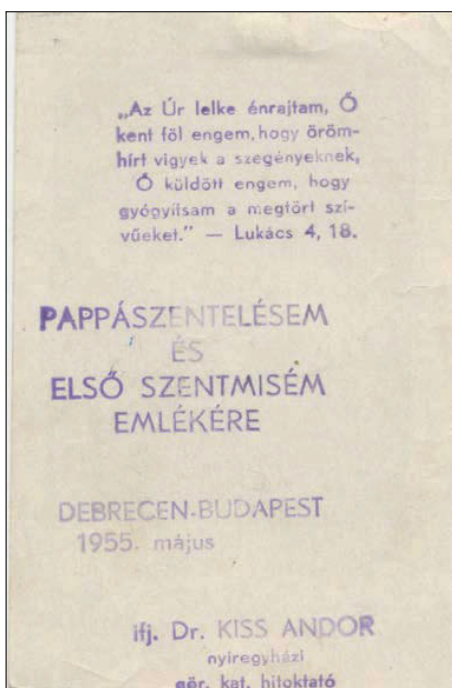 „Az Úr lelke énrajtam, Ő
kent föl engem, hogy öröm-
hírt vigyek a szegényeknek,
Ő küldött engem, hogy
gyógyítsam a megtört szí-
vűeket.” — Lukács 4, 18.
PAPPÁSZENTELÉSEM
ÉS
ELSŐ SZENTMISÉM
EMLÉKÉRE
DEBRECEN-BUDAPEST
1955. május
ifj. Dr. KISS ANDOR
nyiregyházi
gör. kat. hitoktató